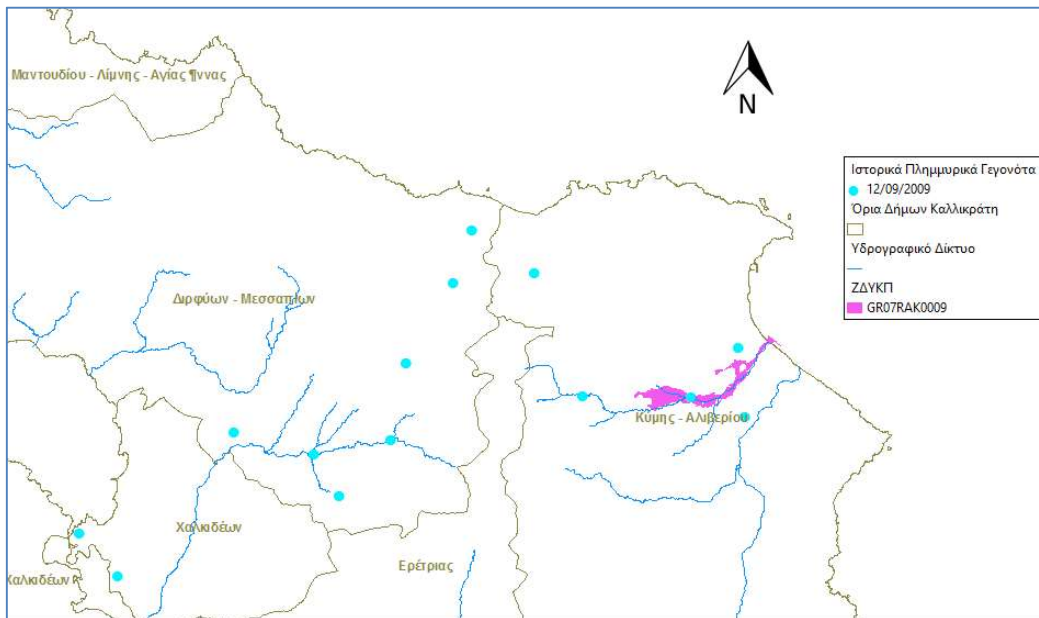 Μαντουδίου - Λίμνης - Αγίας ¶ννας
N
Ιστορικά Πλημμυρικά Γεγονότα
12/09/2009
Όρια Δήμων Καλλικράτη
Υδρογραφικό Δίκτυο
ΖΔΥΚΠ
GR07RAK0009
Διρφύων - Μεσσαπίων
Κύμης - Αλιβερίου
Χαλκιδέων
Ερέτριας
Χαλκιδέων